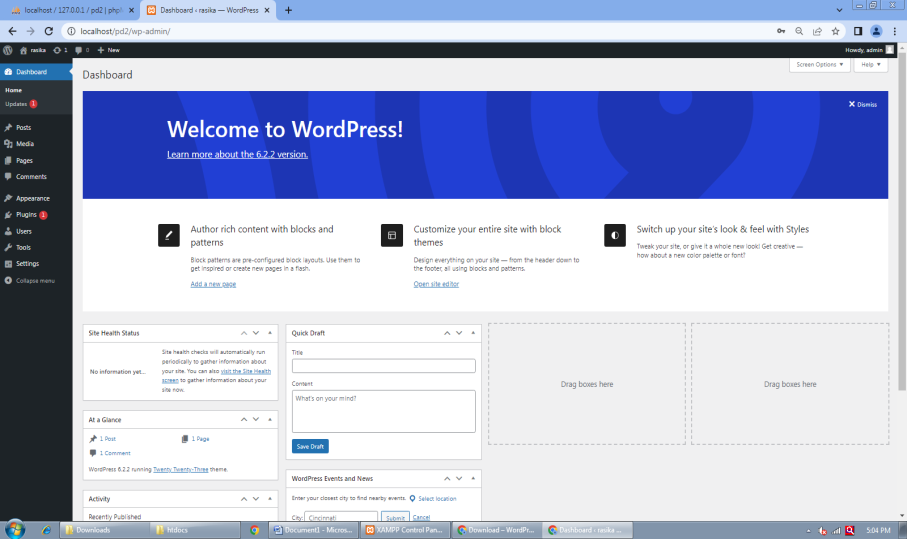 localhost / 127.0.0.1 / pd2 | phpM
Dashboard ‹ rasika — WordPress
localhost/pd2/wp-admin/
rasika
1
0
New
Howdy, admin
Dashboard
Home
Updates 1
Posts
Media
Pages
Comments
Appearance
Plugins 1
Users
Tools
Settings
Collapse menu
Dashboard
Screen Options
Help
Dismiss
Welcome to WordPress!
Learn more about the 6.2.2 version.
Author rich content with blocks and
patterns
Block patterns are pre-configured block layouts. Use them
to get inspired or create new pages in a flash.
Add a new page
Customize your entire site with block
themes
Design everything on your site — from the header down to
the footer, all using blocks and patterns.
Open site editor
Switch up your site's look & feel with Styles
Tweak your site, or give it a whole new look! Get creative —
how about a new color palette or font?
Site Health Status
No information yet...
Site health checks will automatically run
periodically to gather information about
your site. You can also visit the Site Health
screen to gather information about your
site now.
At a Glance
1 Post
1 Page
1 Comment
WordPress 6.2.2 running Twenty Twenty-Three theme.
Activity
Recently Published
Quick Draft
Title
Content
What's on your mind?
Save Draft
WordPress Events and News
Enter your closest city to find nearby events.
Select location
City:
Cincinnati
Submit
Cancel
Drag boxes here
Drag boxes here
Downloads
htdocs
Document1 - Micros...
XAMPP Control Pan...
Download – WordPr...
Dashboard ‹ rasika ...
5:04 PM